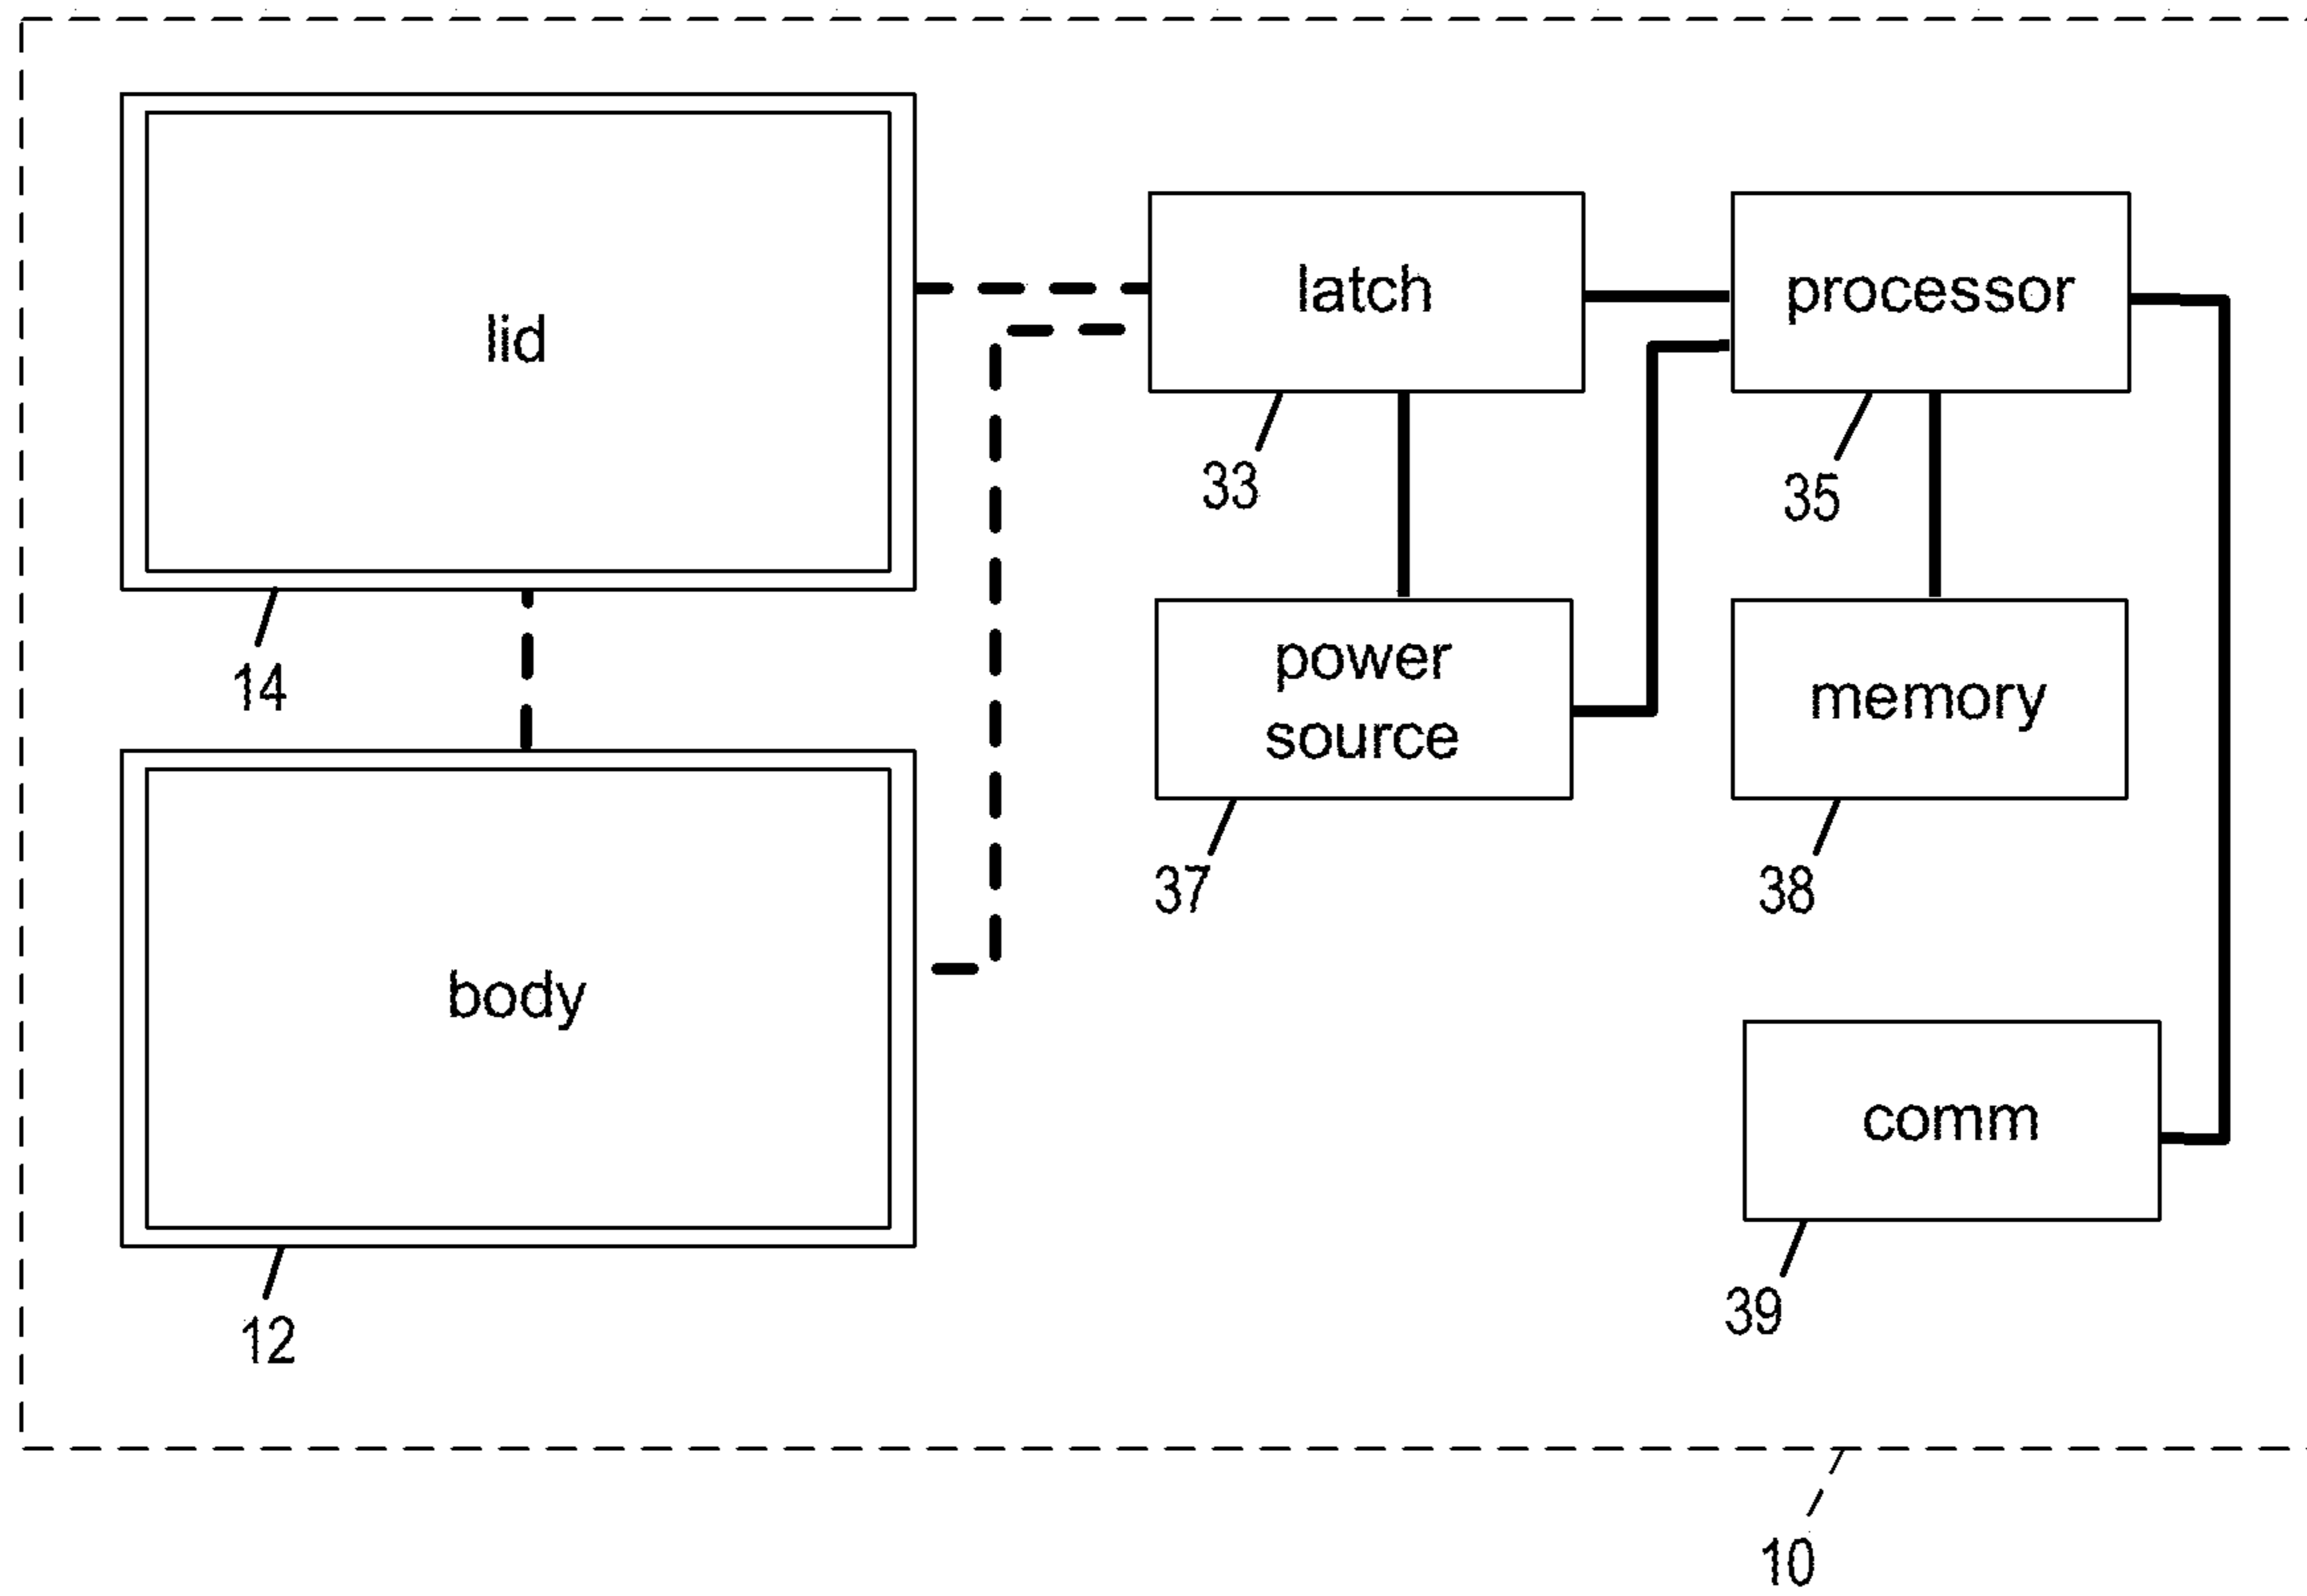 lid
latch
processor
33
35
14
power
source
memory
37
38
body
comm
39
12
10